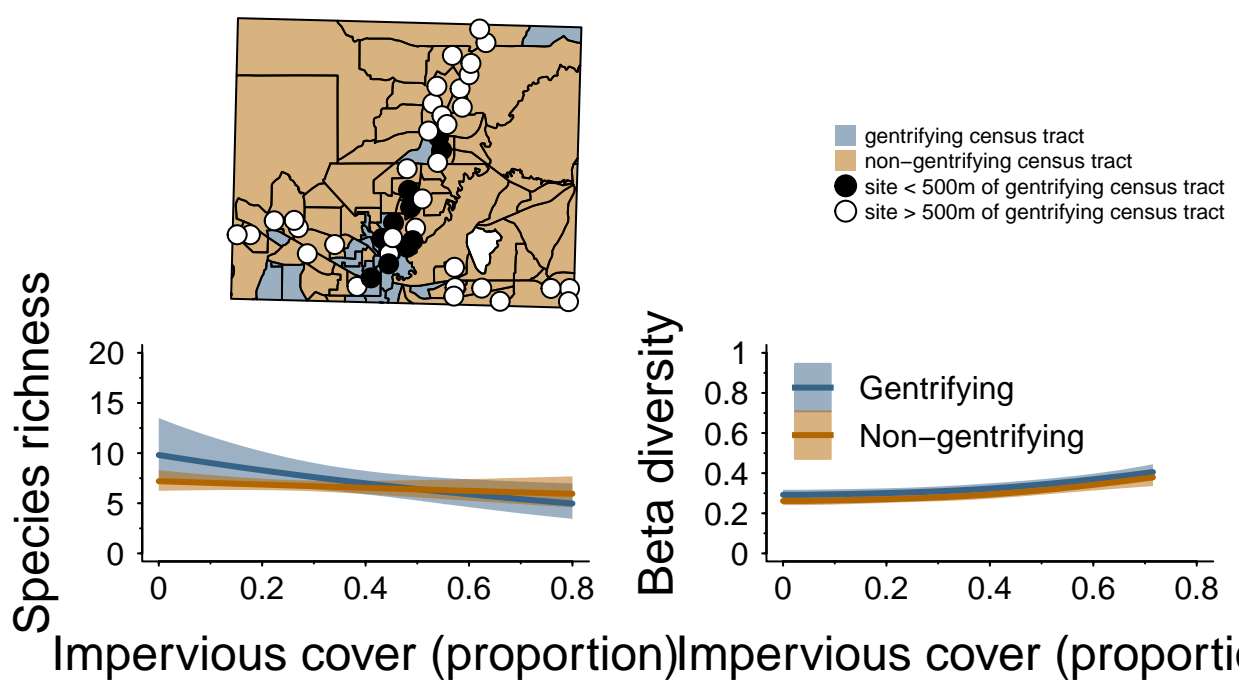 gentrifying census tract
non−gentrifying census tract
site < 500m of gentrifying census tract
site > 500m of gentrifying census tract
Species richness
20
15
10
5
0
0
0.2
0.4
0.6
0.8
Impervious cover (proportion)
Beta diversity
1
0.8
0.6
0.4
0.2
0
Gentrifying
Non−gentrifying
0
0.2
0.4
0.6
0.8
Impervious cover (proporti